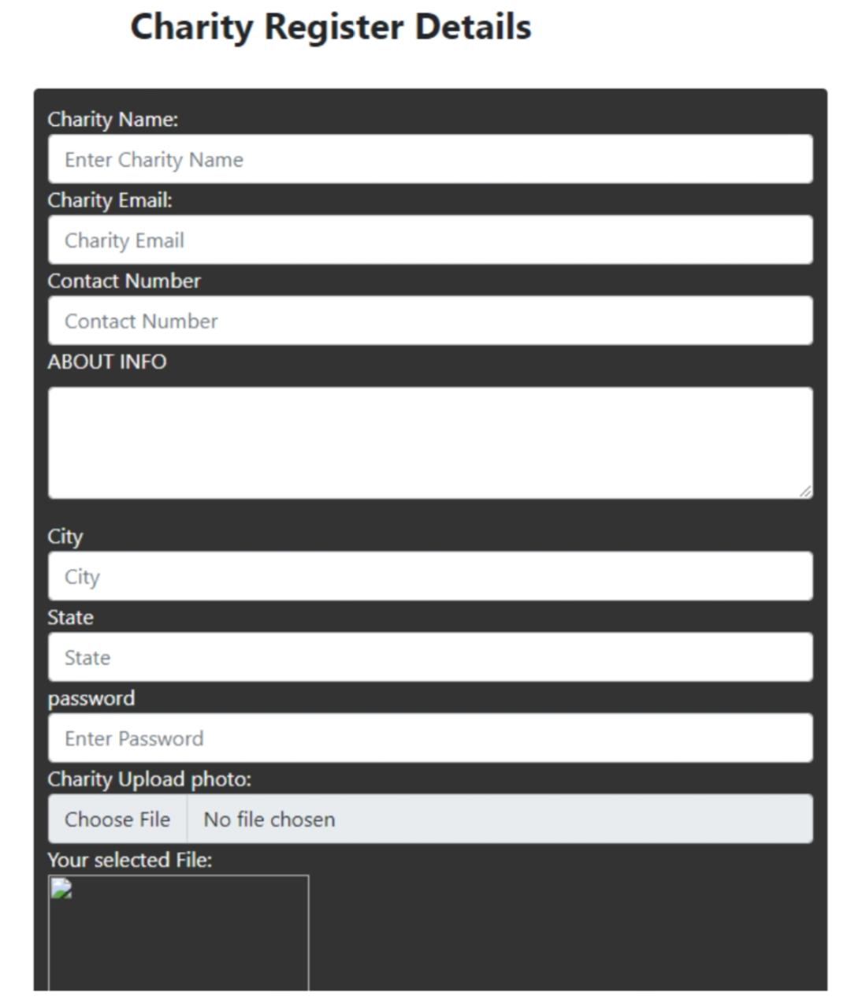 Charity Register Details
Charity Name:
Enter Charity Name
Charity Email:
Charity Email
Contact Number
Contact Number
ABOUT INFO
City
City
State
State
password
Enter Password
Charity Upload photo:
Choose File No file chosen
Your selected File: